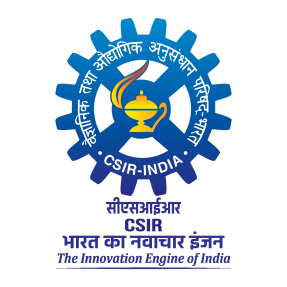 वैज्ञानिक तथा औद्योगिक अनुसंधान परिषद-भारत
• CSIR-INDIA •
सीएसआईआर
CSIR
भारत का नवाचार इंजन
The Innovation Engine of India